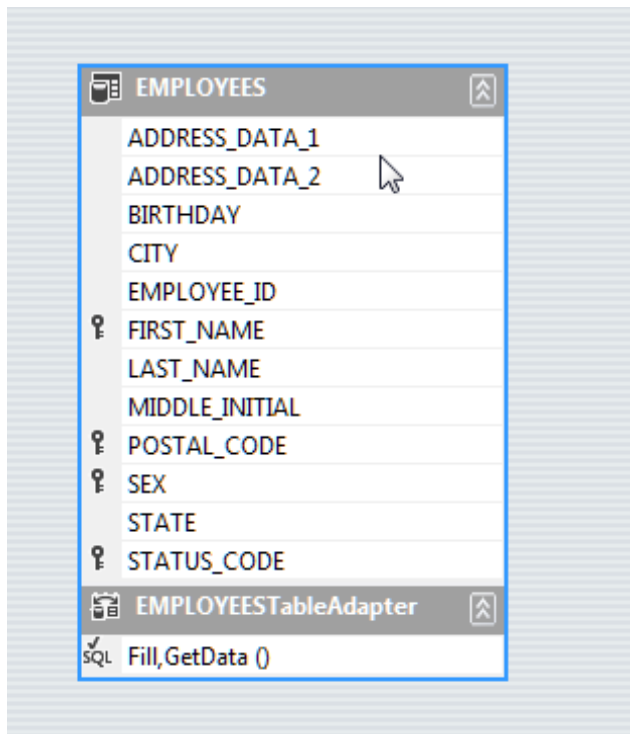 EMPLOYEES
ADDRESS_DATA_1
ADDRESS_DATA_2
BIRTHDAY
CITY
EMPLOYEE_ID
FIRST_NAME
LAST_NAME
MIDDLE_INITIAL
POSTAL_CODE
SEX
STATE
STATUS_CODE
EMPLOYEESTableAdapter
SQL Fill,GetData ()